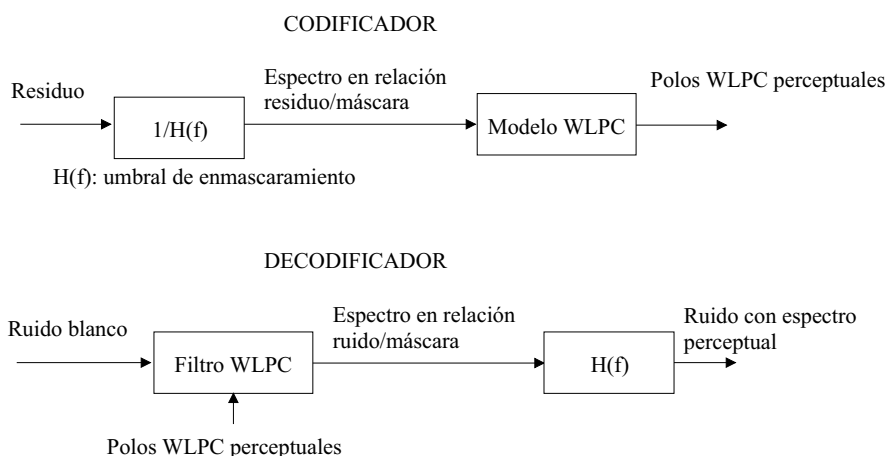 CODIFICADOR
Residuo
1/H(f)
Espectro en relación
residuo/máscara
Modelo WLPC
Polos WLPC perceptuales
H(f): umbral de enmascaramiento
DECODIFICADOR
Ruido blanco
Filtro WLPC
Espectro en relación
ruido/máscara
H(f)
Ruido con espectro
perceptual
Polos WLPC perceptuales